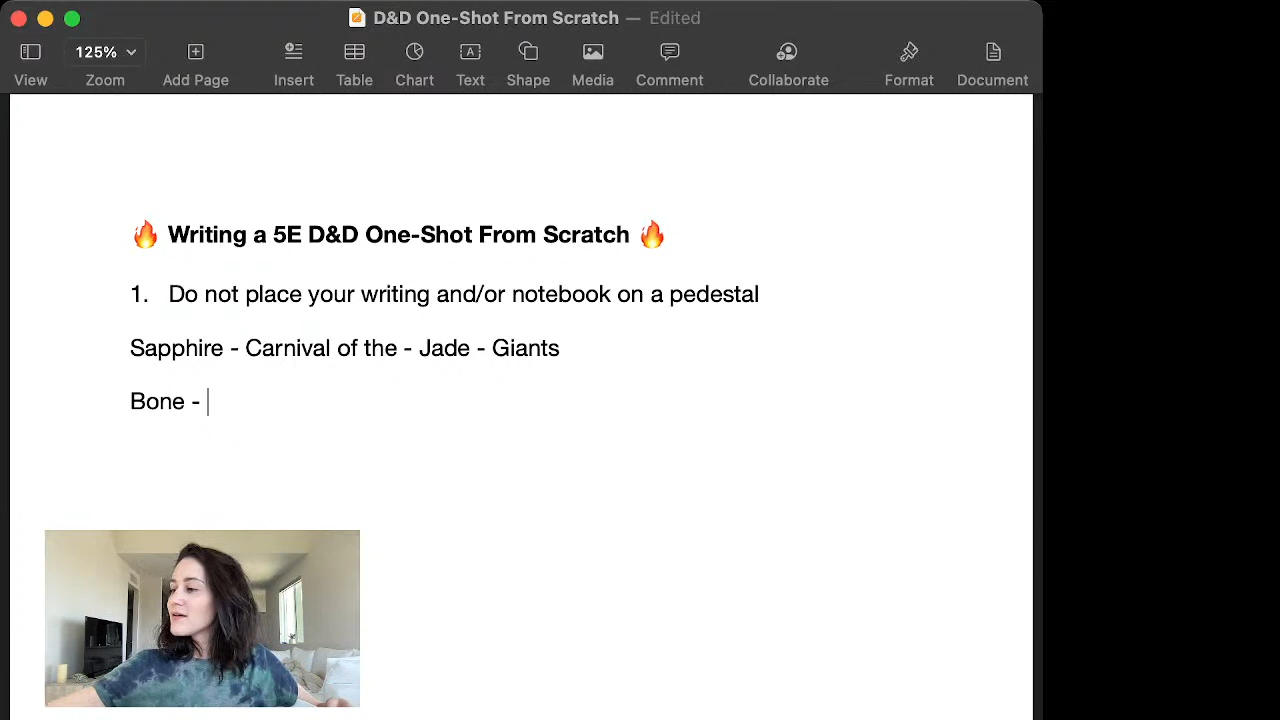 D&D One-Shot From Scratch — Edited
125%
View Zoom Add Page Insert Table Chart Text Shape Media Comment Collaborate Format Document
🔥 Writing a 5E D&D One-Shot From Scratch 🔥
1. Do not place your writing and/or notebook on a pedestal
Sapphire - Carnival of the - Jade - Giants
Bone -